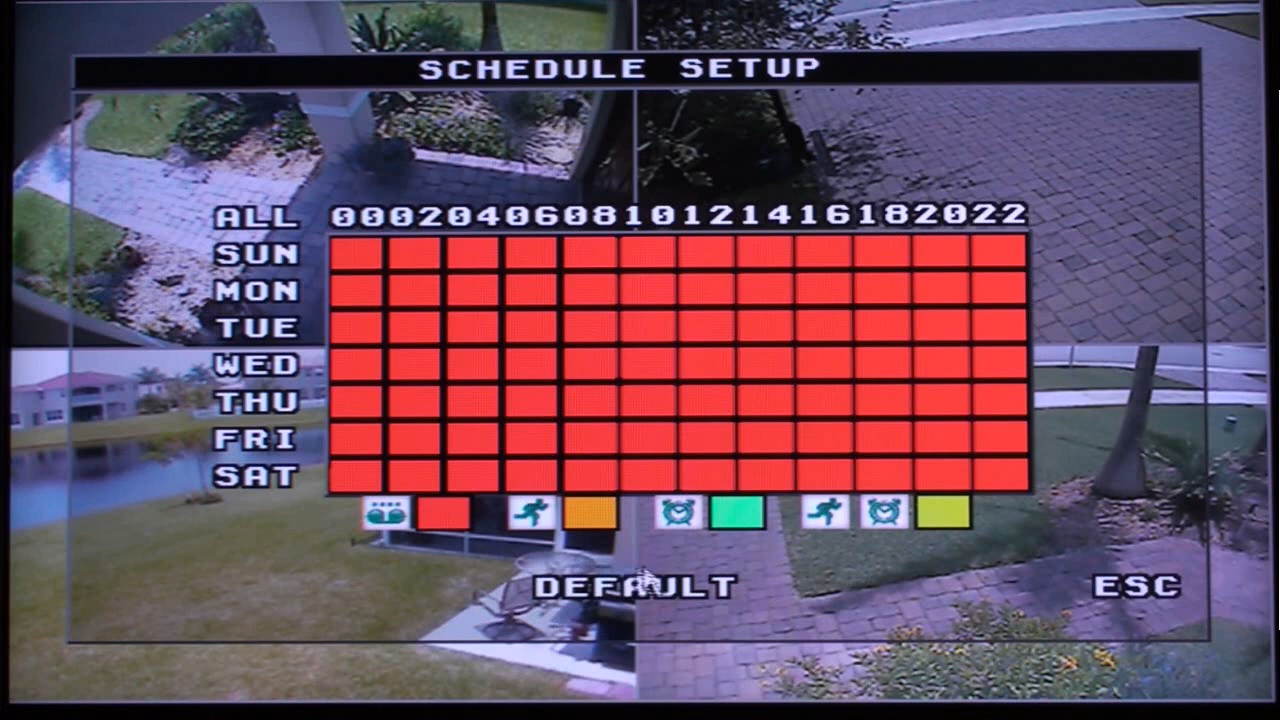 SCHEDULE SETUP
ALL 000204060810121416182022
SUN
MON
TUE
WED
THU
FRI
SAT
DEFAULT ESC